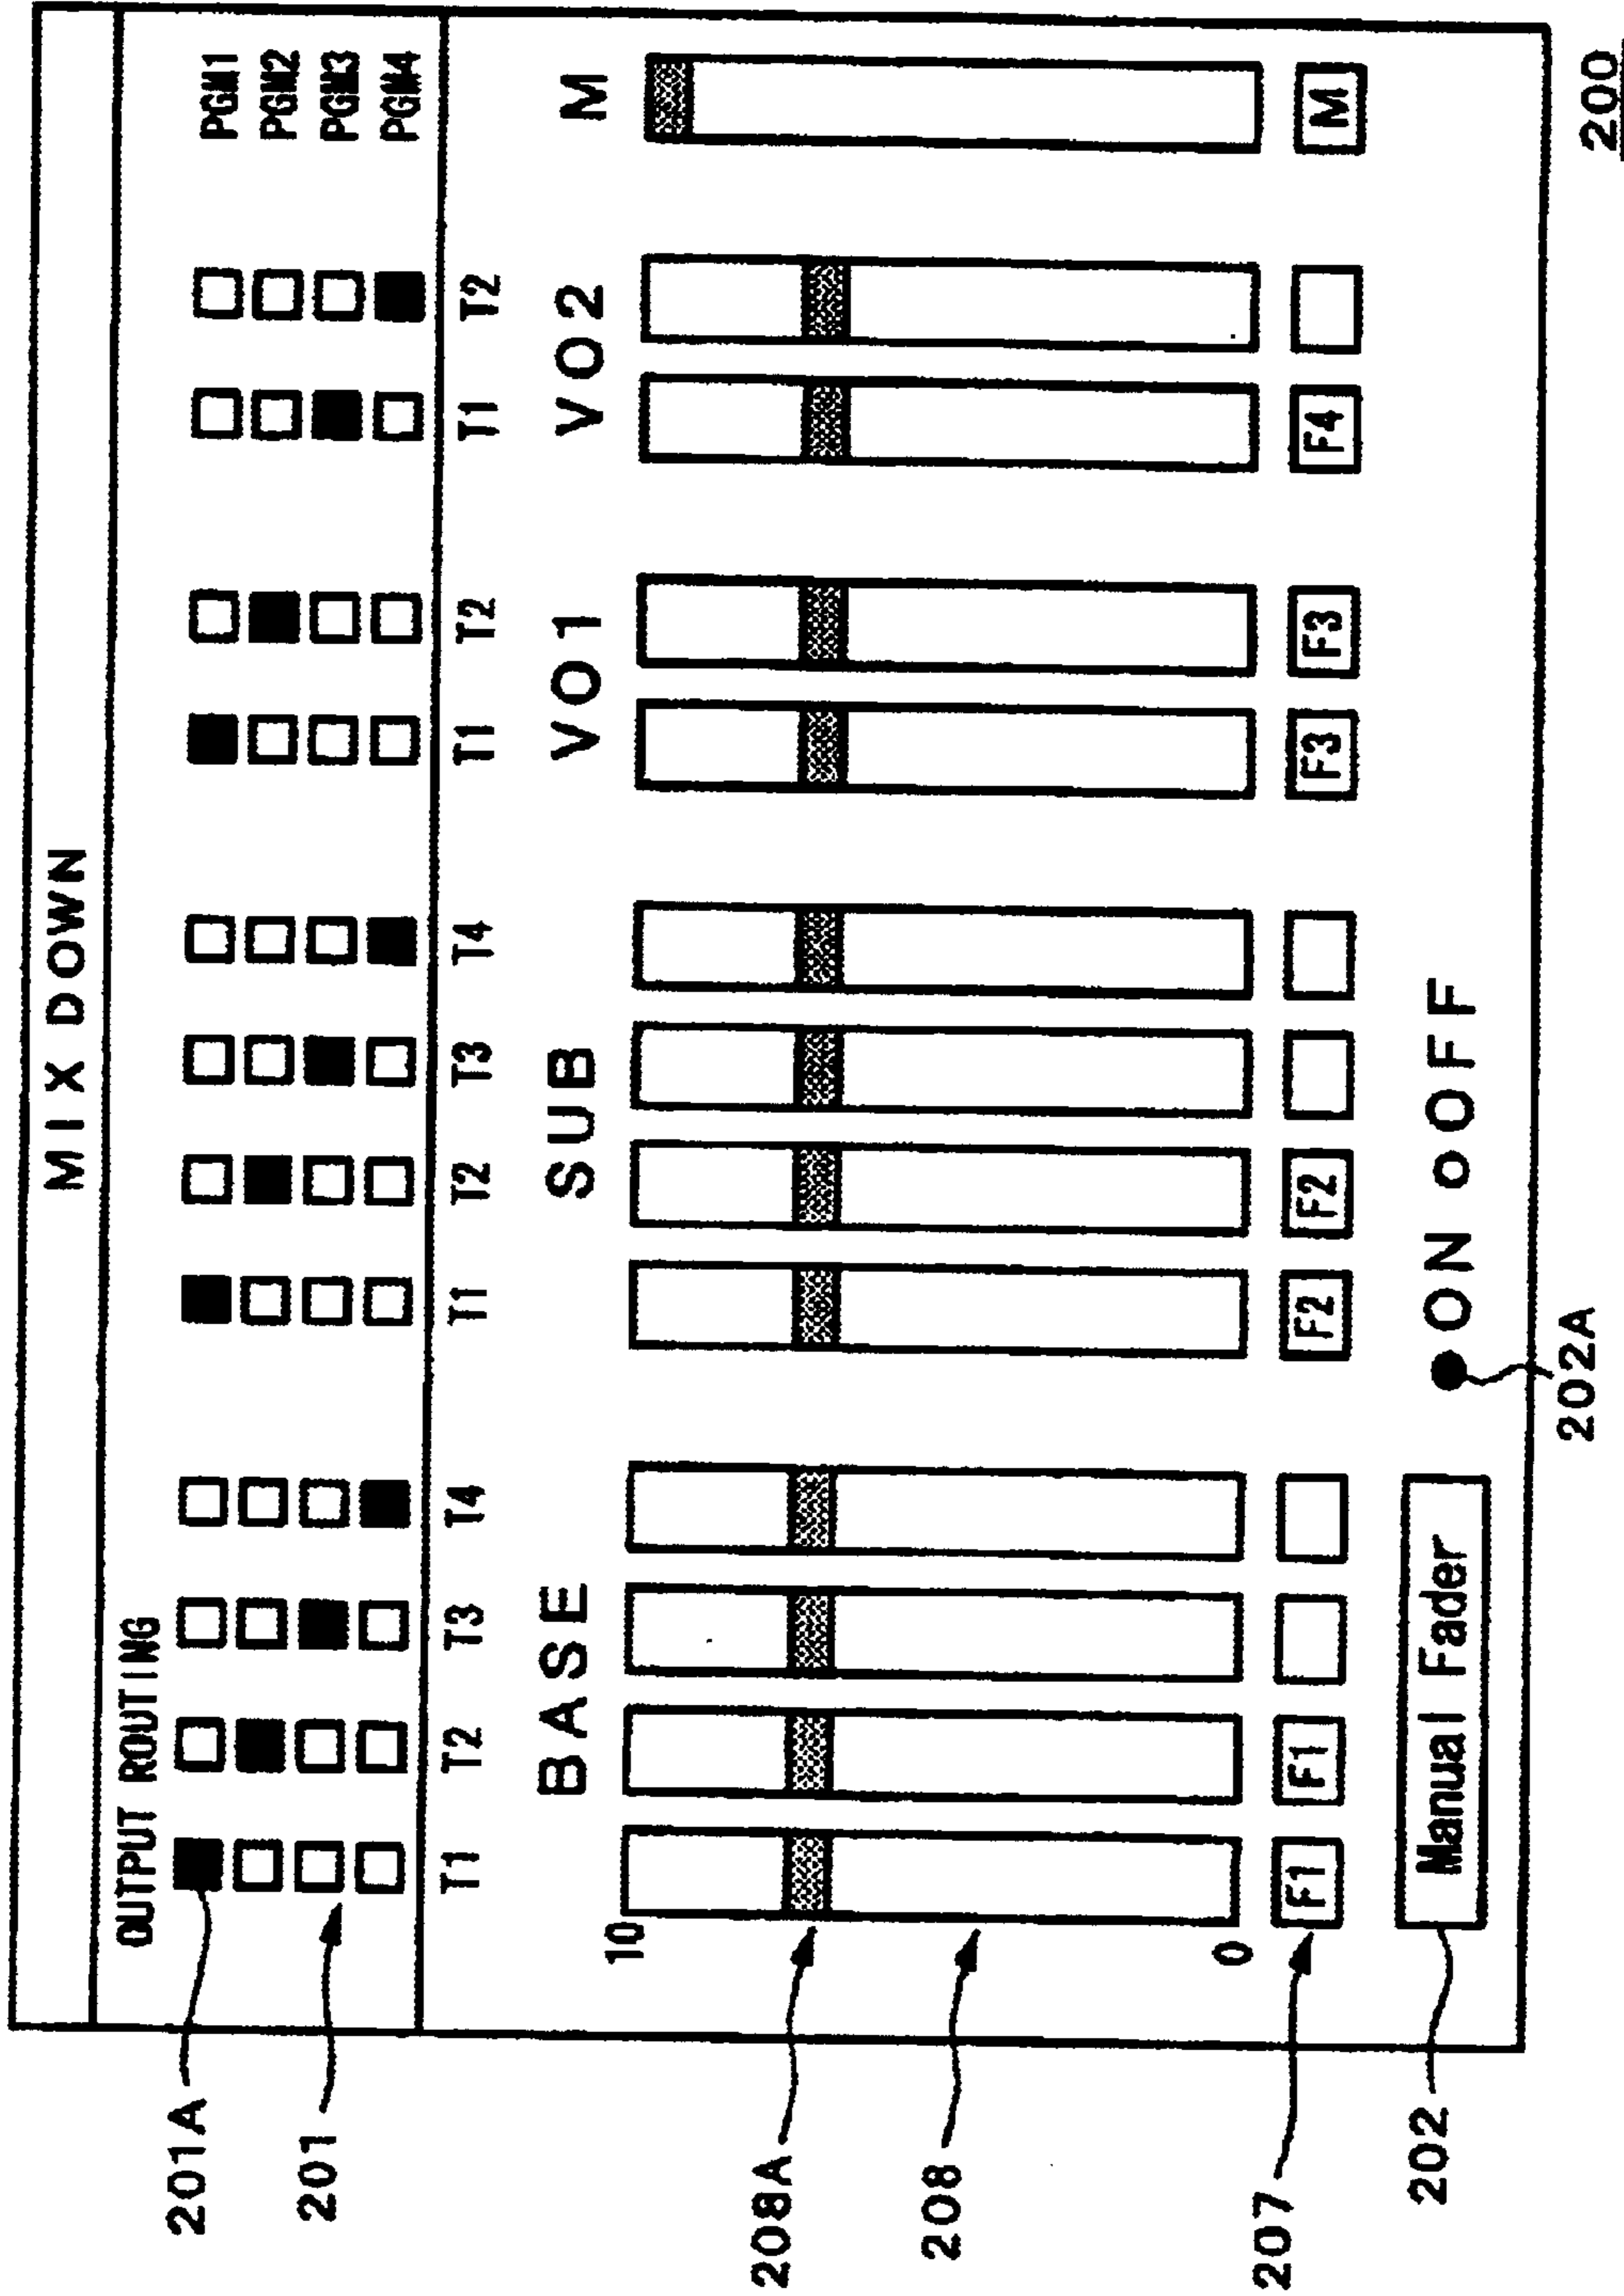 MIX DOWN
OUTPUT ROUTING
PGM1
PGM2
PGM3
PGM4
T1 T2 T3 T4 T1 T2 T3 T4 T1 T2 T1 T2
BASE SUB VO1 VO2 M
10
0
F1 F1 F2 F2 F3 F3 F4 M
Manual Fader ON OFF
201A
201
208A
208
207
202
202A
200